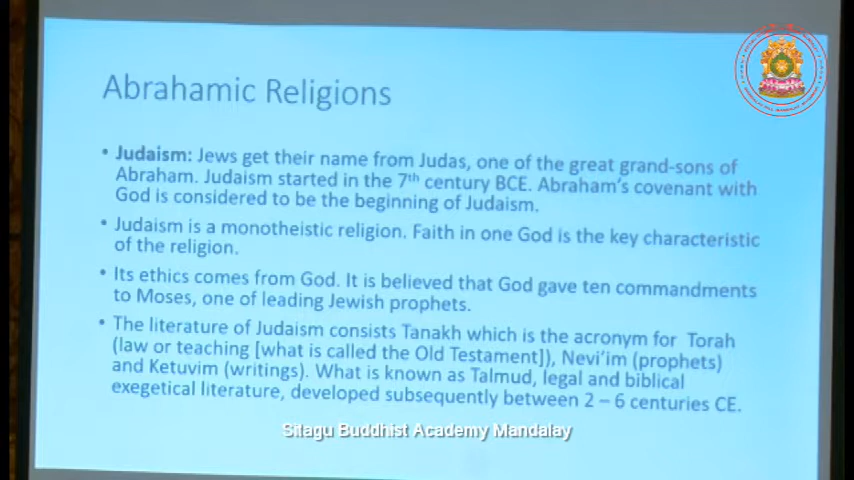 Abrahamic Religions
• Judaism: Jews get their name from Judas, one of the great grand-sons of
Abraham. Judaism started in the 7th century BCE. Abraham's covenant with
God is considered to be the beginning of Judaism.
• Judaism is a monotheistic religion. Faith in one God is the key characteristic
of the religion.
• Its ethics comes from God. It is believed that God gave ten commandments
to Moses, one of leading Jewish prophets.
• The literature of Judaism consists Tanakh which is the acronym for Torah
(law or teaching [what is called the Old Testament]), Nevi'im (prophets)
and Ketuvim (writings). What is known as Talmud, legal and biblical
exegetical literature, developed subsequently between 2 – 6 centuries CE.
Sitagu Buddhist Academy Mandalay